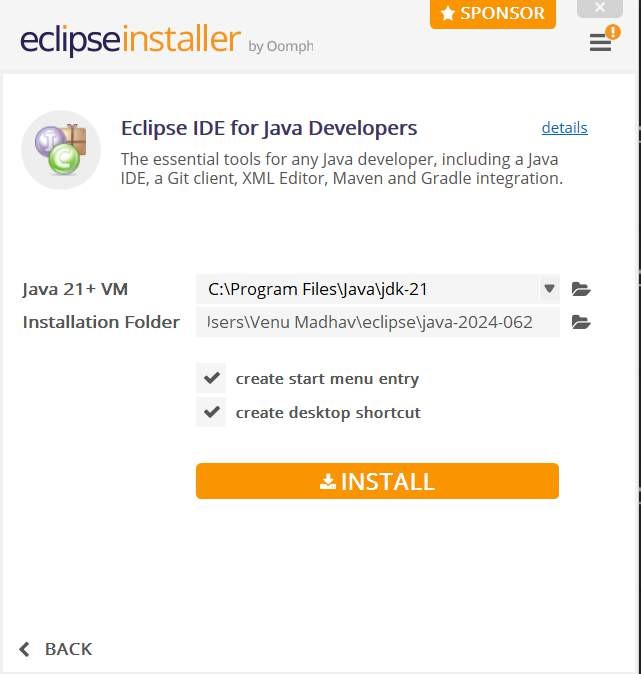 SPONSOR
eclipseinstaller by Oomph
Eclipse IDE for Java Developers
details
The essential tools for any Java developer, including a Java
IDE, a Git client, XML Editor, Maven and Gradle integration.
Java 21+ VM
C:\Program Files\Java\jdk-21
Installation Folder
sers\Venu Madhav\eclipse\java-2024-062
create start menu entry
create desktop shortcut
INSTALL
BACK